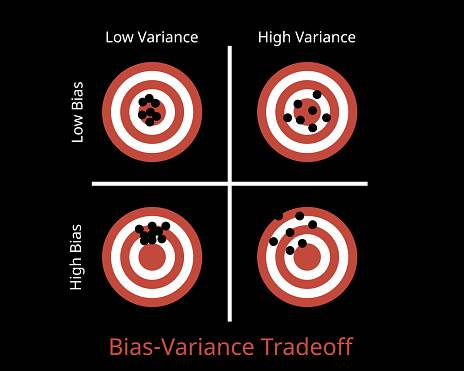 Low Variance
High Variance
Low Bias
High Bias
Bias-Variance Tradeoff